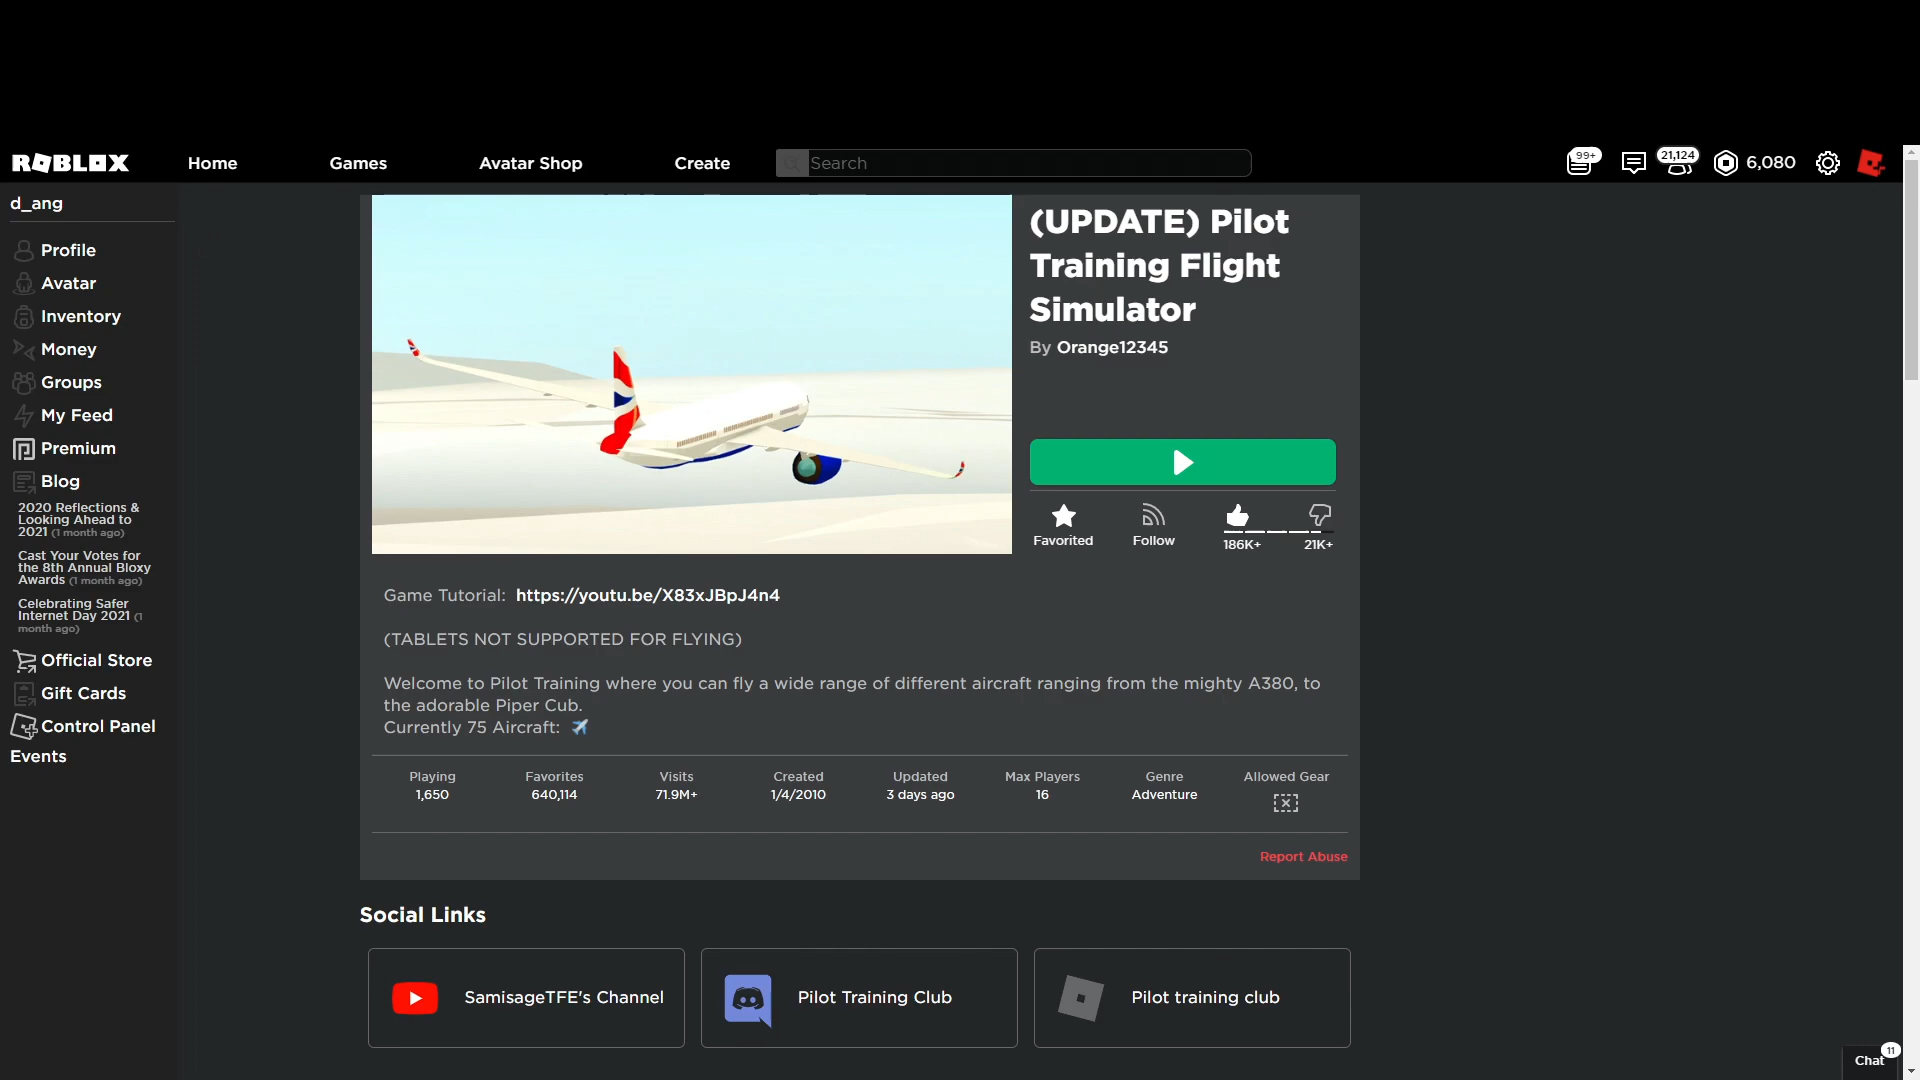 ROBLOX
Home
Games
Avatar Shop
Create
Search
99+
21,124
6,080
d_ang
Profile
Avatar
Inventory
Money
Groups
My Feed
Premium
Blog
2020 Reflections &
Looking Ahead to
2021 (1 month ago)
Cast Your Votes for
the 8th Annual Bloxy
Awards (1 month ago)
Celebrating Safer
Internet Day 2021 (1
month ago)
Official Store
Gift Cards
Control Panel
Events
(UPDATE) Pilot
Training Flight
Simulator
By Orange12345
Favorited
Follow
186K+
21K+
Game Tutorial: https://youtu.be/X83xJBpJ4n4
(TABLETS NOT SUPPORTED FOR FLYING)
Welcome to Pilot Training where you can fly a wide range of different aircraft ranging from the mighty A380, to
the adorable Piper Cub.
Currently 75 Aircraft: ✈️
Playing
1,650
Favorites
640,114
Visits
71.9M+
Created
1/4/2010
Updated
3 days ago
Max Players
16
Genre
Adventure
Allowed Gear
Report Abuse
Social Links
SamisageTFE's Channel
Pilot Training Club
Pilot training club
Chat
11